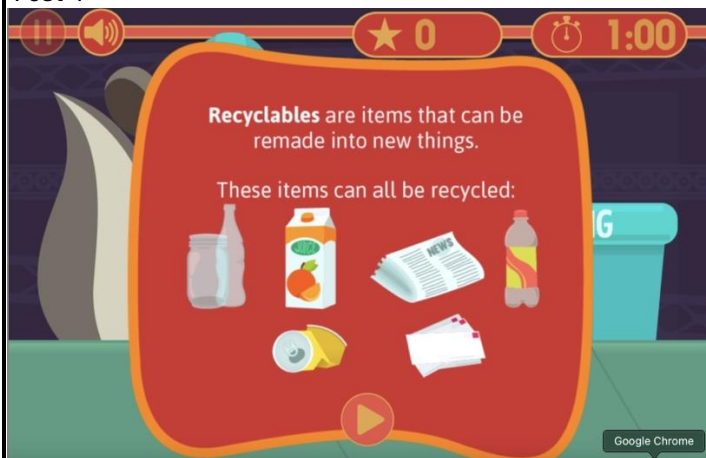 0
1:00
Recyclables are items that can be
remade into new things.
These items can all be recycled:
JUICE
NEWS
G
Google Chrome